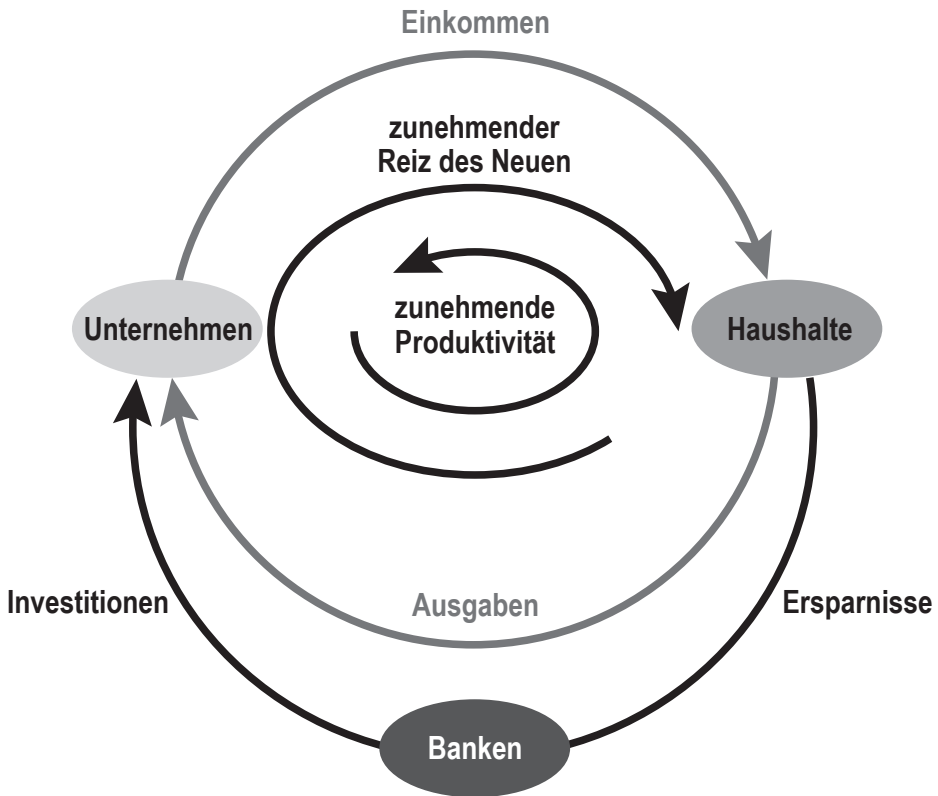 Einkommen
zunehmender
Reiz des Neuen
zunehmende
Produktivität
Unternehmen
Haushalte
Investitionen
Ausgaben
Ersparnisse
Banken